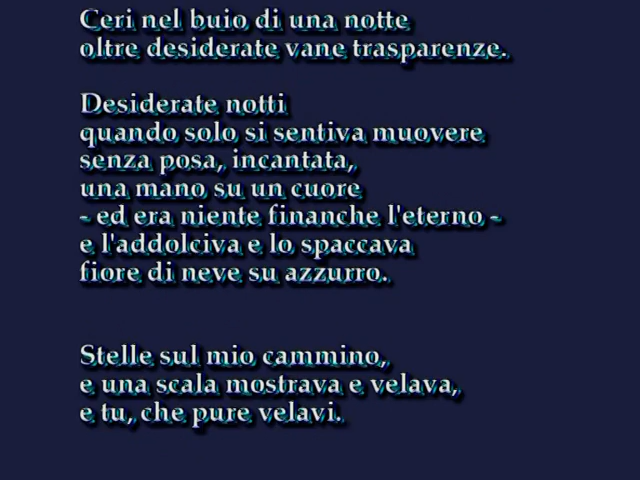 Ceri nel buio di una notte
oltre desiderate vane trasparenze.
Desiderate notti
quando solo si sentiva muovere
senza posa, incantata,
una mano su un cuore
- ed era niente finanche l'eterno -
e l'addolciva e lo spaccava
fiore di neve su azzurro.
Stelle sul mio cammino,
e una scala mostrava e velava,
e tu, che pure velavi.